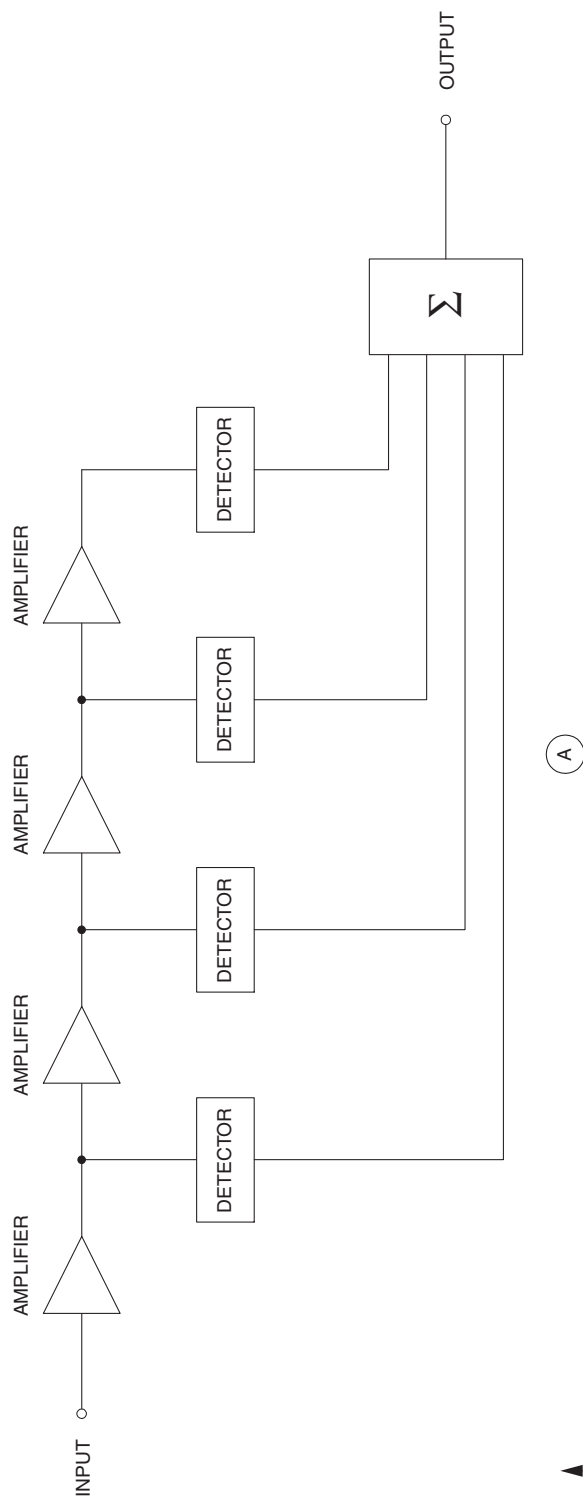 AMPLIFIER
AMPLIFIER
AMPLIFIER
AMPLIFIER
INPUT
DETECTOR
DETECTOR
DETECTOR
DETECTOR
Σ
OUTPUT
A